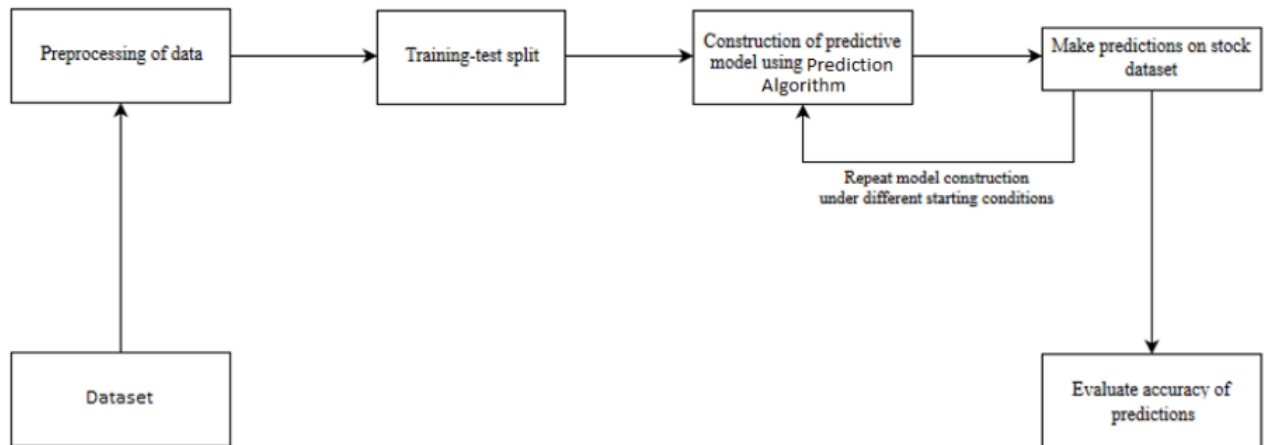 Preprocessing of data
Training-test split
Construction of predictive
model using Prediction
Algorithm
Make predictions on stock
dataset
Repeat model construction
under different starting conditions
Dataset
Evaluate accuracy of
predictions